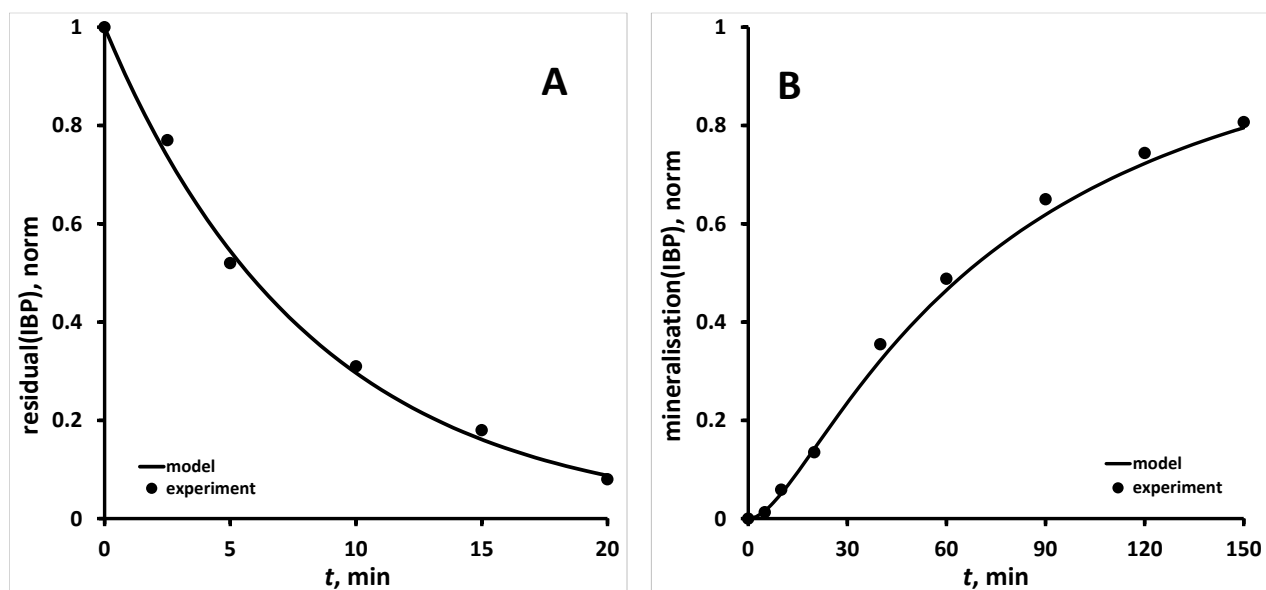 A
residual(IBP), norm
1
0.8
0.6
0.4
0.2
0
model
experiment
0 5 10 15 20
t, min
B
mineralisation(IBP), norm
1
0.8
0.6
0.4
0.2
0
model
experiment
0 30 60 90 120 150
t, min